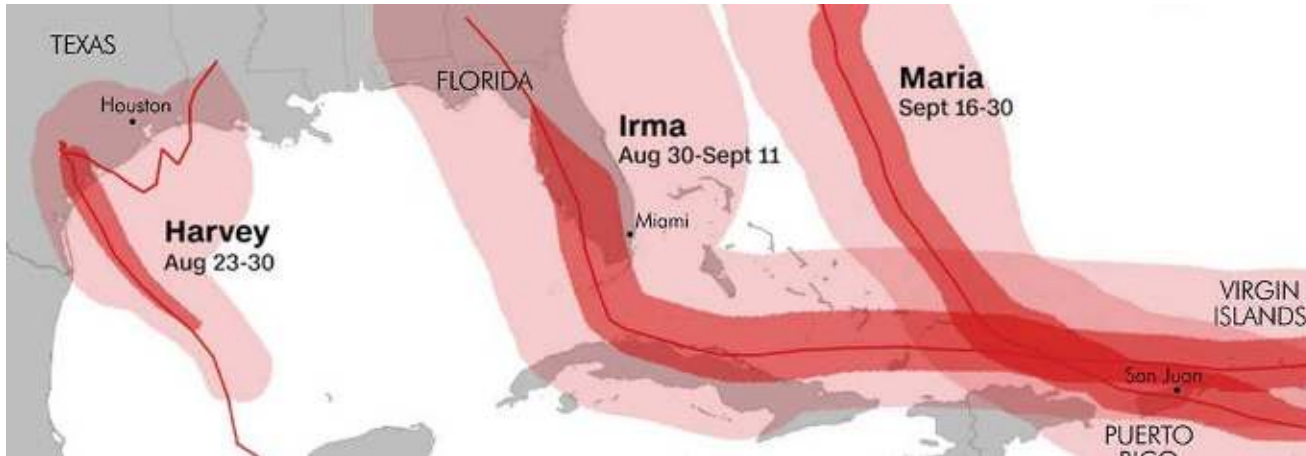 TEXAS
Houston
Harvey
Aug 23-30
FLORIDA
Irma
Aug 30-Sept 11
Miami
Maria
Sept 16-30
VIRGIN
ISLANDS
San Juan
PUERTO
RICO